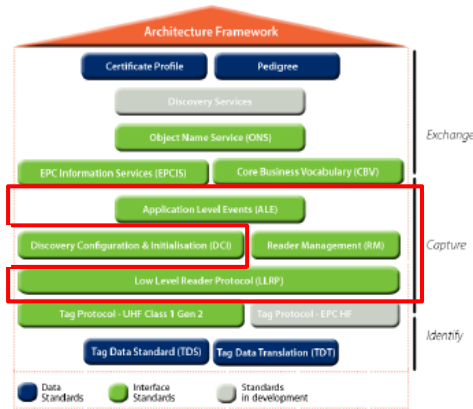 Architecture Framework
Certificate Profile
Pedigree
Discovery Services
Object Name Service (ONS)
Exchange
EPC Information Services (EPCIS)
Core Business Vocabulary (CBV)
Application Level Events (ALE)
Discovery Configuration & Initialisation (DCI)
Reader Management (RM)
Capture
Low Level Reader Protocol (LLRP)
Tag Protocol - UHF Class 1 Gen 2
Tag Protocol - EPC HF
Identify
Tag Data Standard (TDS)
Tag Data Translation (TDT)
Data Standards
Interface Standards
Standards in development